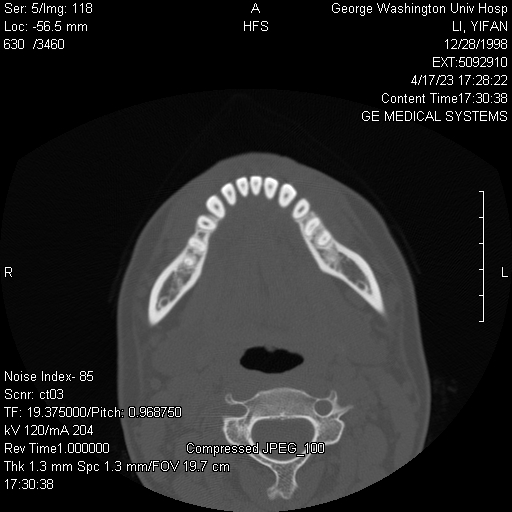 Ser: 5/Img: 118
Loc: -56.5 mm
630 /3460
A
HFS
George Washington Univ Hosp
LI, YIFAN
12/28/1998
EXT:5092910
4/17/23 17:28:22
Content Time17:30:38
GE MEDICAL SYSTEMS
R
L
Noise Index- 85
Scnr: ct03
TF: 19.375000/Pitch: 0.968750
kV 120/mA 204
Rev Time1.000000
Thk 1.3 mm Spc 1.3 mm/FOV 19.7 cm
17:30:38
Compressed JPEG_100